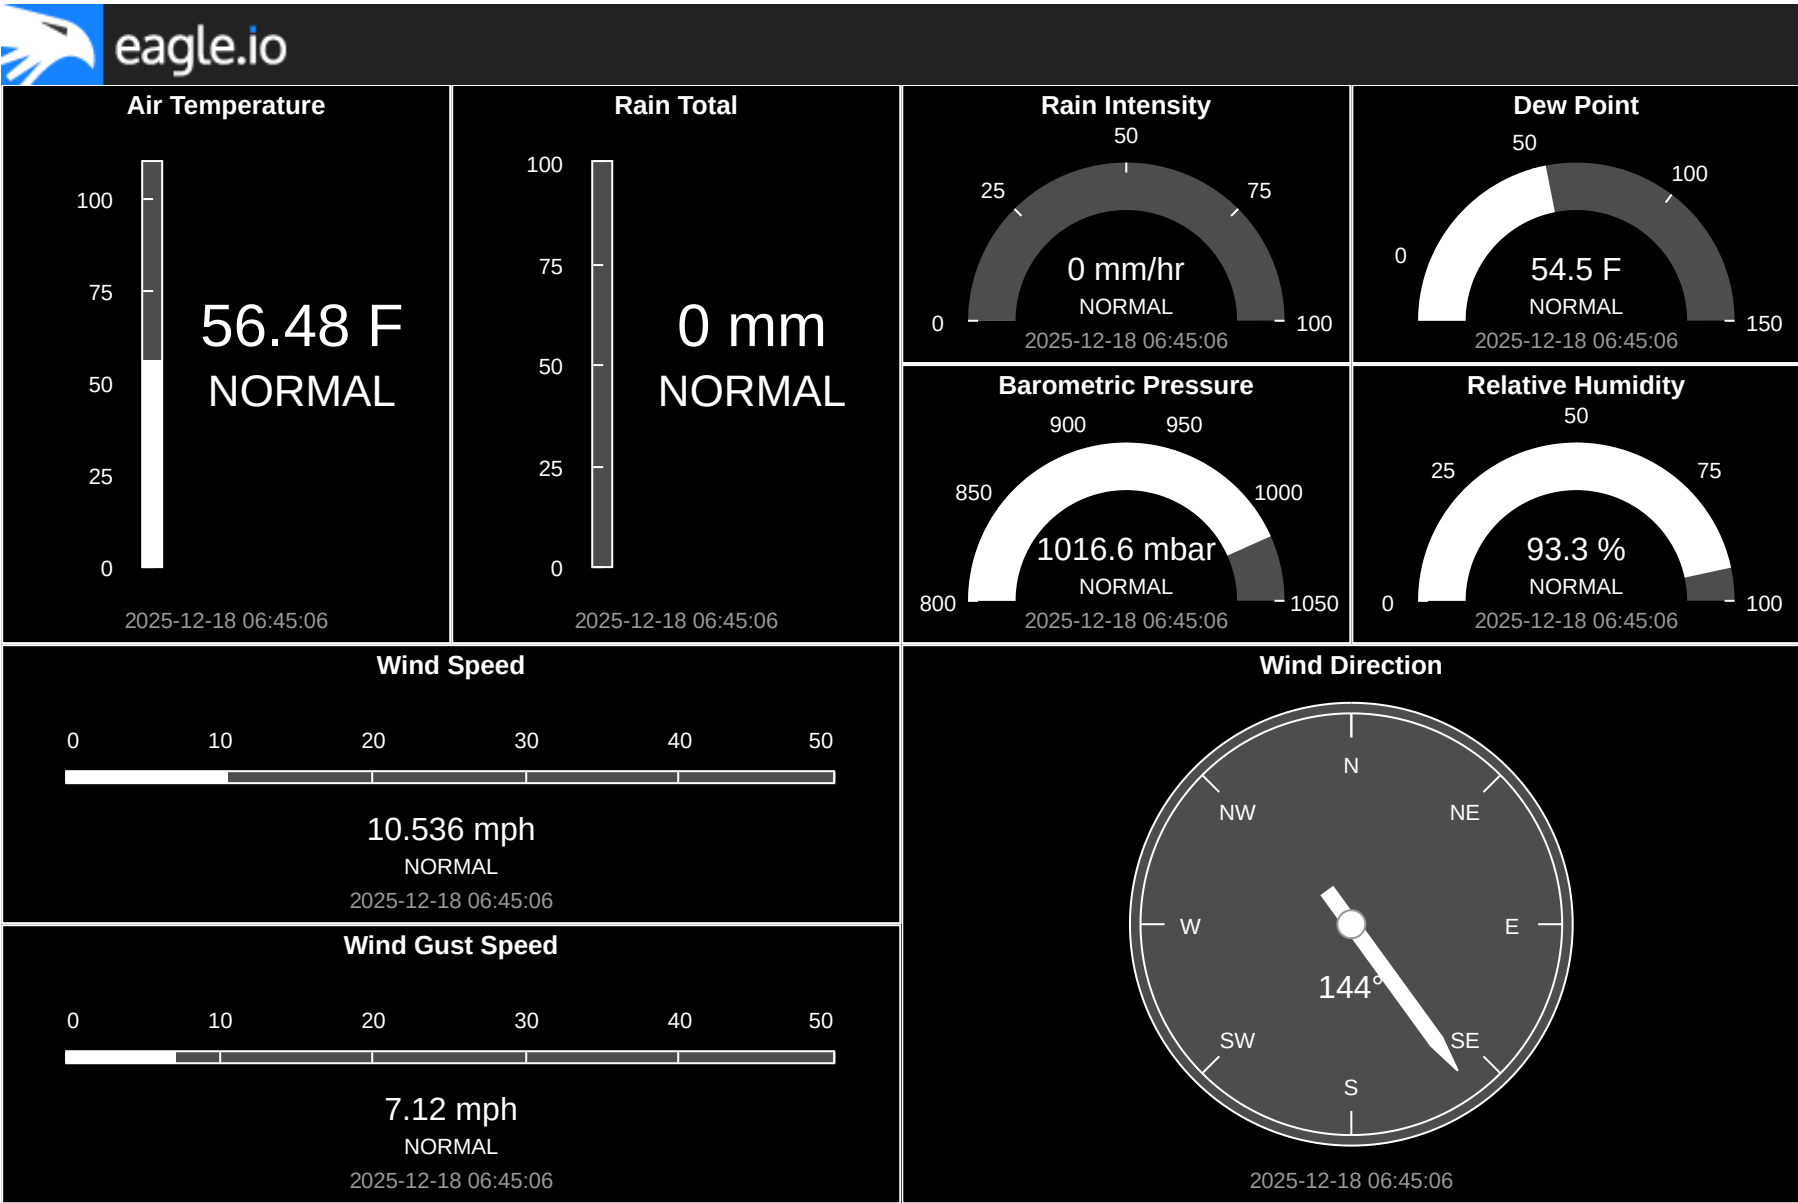 eagle.io
Air Temperature
100
75
50
25
0
56.48 F
NORMAL
2025-12-18 06:45:06
Rain Total
100
75
50
25
0
0 mm
NORMAL
2025-12-18 06:45:06
Rain Intensity
50
25
75
0
100
0 mm/hr
NORMAL
2025-12-18 06:45:06
Dew Point
50
100
0
150
54.5 F
NORMAL
2025-12-18 06:45:06
Barometric Pressure
900
950
850
1000
800
1050
1016.6 mbar
NORMAL
2025-12-18 06:45:06
Relative Humidity
50
25
75
0
100
93.3 %
NORMAL
2025-12-18 06:45:06
Wind Speed
0 10 20 30 40 50
10.536 mph
NORMAL
2025-12-18 06:45:06
Wind Gust Speed
0 10 20 30 40 50
7.12 mph
NORMAL
2025-12-18 06:45:06
Wind Direction
N
NW NE
W E
144°
SW SE
S
2025-12-18 06:45:06